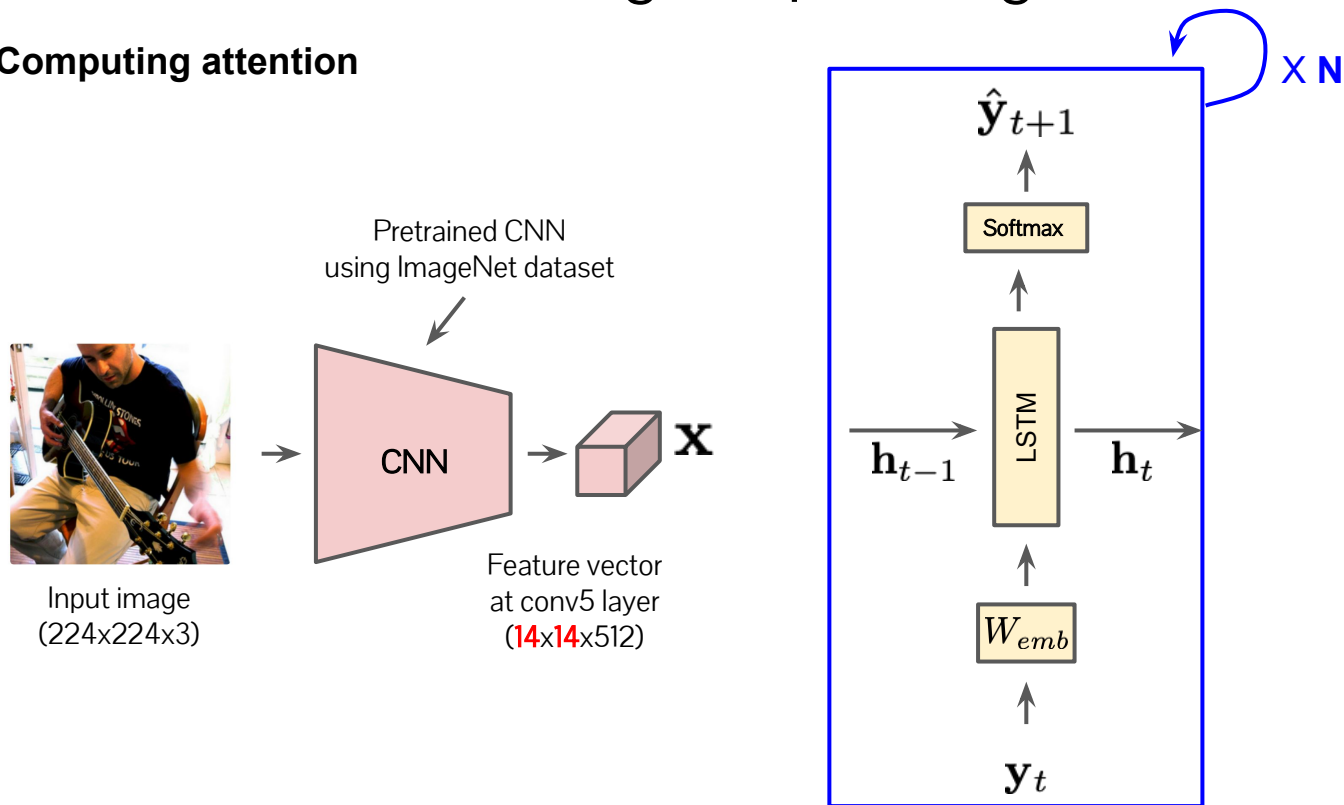 Computing attention
X N
ŷt+1
Softmax
Pretrained CNN
using ImageNet dataset
LSTM
CNN
x
ht-1
ht
Feature vector
at conv5 layer
(14x14x512)
Input image
(224x224x3)
Wemb
yt